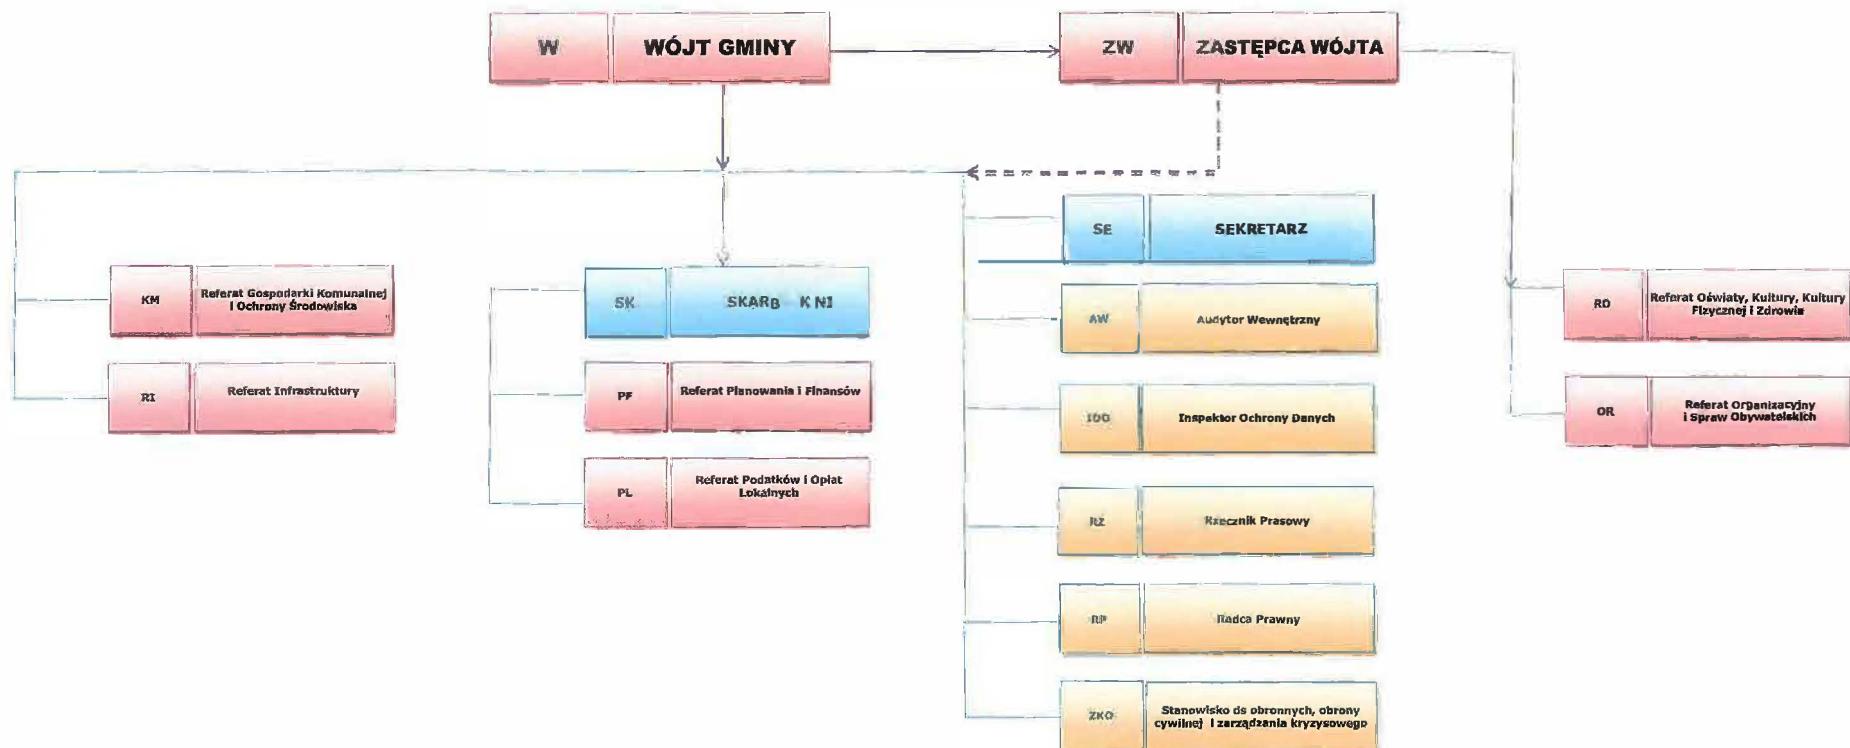 W WÓJT GMINY
ZW ZASTĘPCA WÓJTA
KM Referat Gospodarki Komunalnej
i Ochrony Środowiska
RI Referat Infrastruktury
SK SKARB K NI
PF Referat Planowania i Finansów
PL Referat Podatków i Opłat
Lokalnych
SE SEKRETARZ
AW Audytor Wewnętrzny
IDO Inspektor Ochrony Danych
RZ Rzecznik Prasowy
RP Radca Prawny
ZKO Stanowisko ds obronnych, obrony
cywilnej i zarządzania kryzysowego
RO Referat Oświaty, Kultury, Kultury
Fizycznej i Zdrowia
OR Referat Organizacyjny
i Spraw Obywatelskich